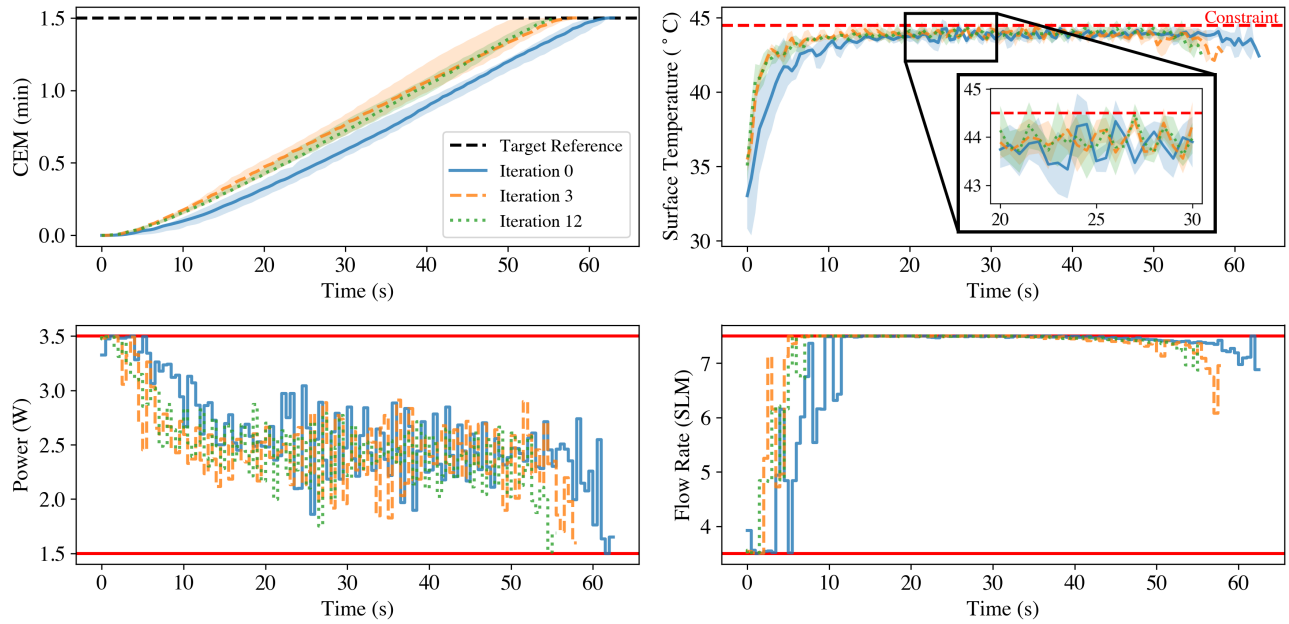 CEM (min)
1.5
1.0
0.5
0.0
Target Reference
Iteration 0
Iteration 3
Iteration 12
0 10 20 30 40 50 60
Time (s)
Surface Temperature (°C)
45
40
35
30
Constraint
45
44
43
20 25 30
0 10 20 30 40 50 60
Time (s)
Power (W)
3.5
3.0
2.5
2.0
1.5
0 10 20 30 40 50 60
Time (s)
Flow Rate (SLM)
7
6
5
4
0 10 20 30 40 50 60
Time (s)